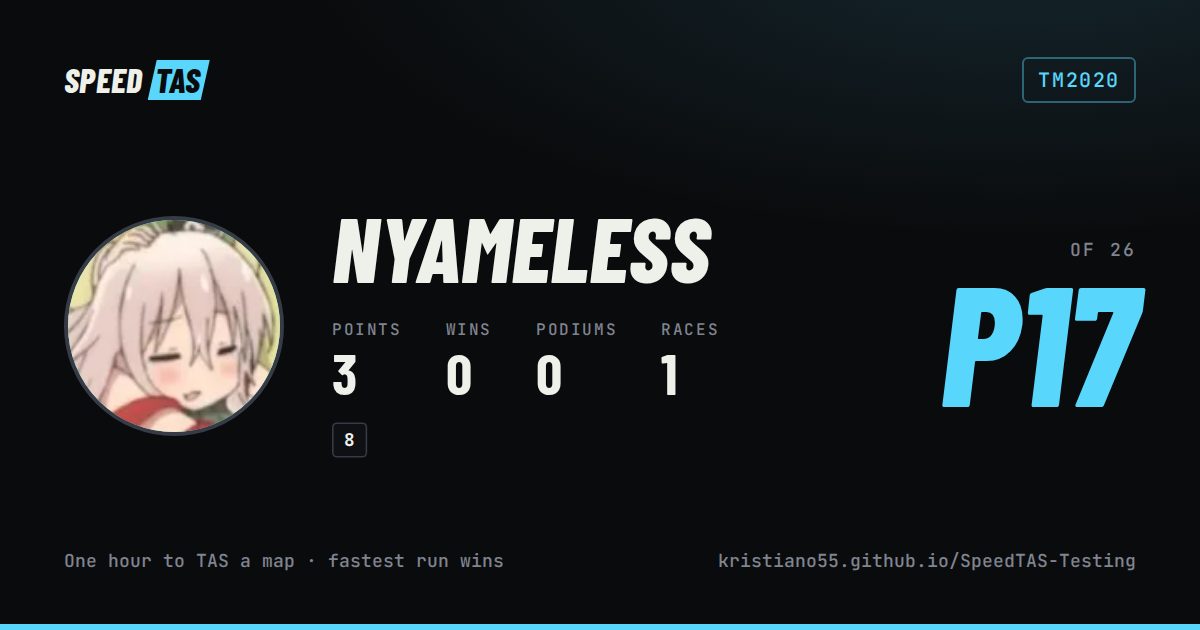 SPEED TAS
TM2020
NYAMELESS
OF 26
P17
POINTS WINS PODIUMS RACES
3 0 0 1
8
One hour to TAS a map · fastest run wins
kristiano55.github.io/SpeedTAS-Testing